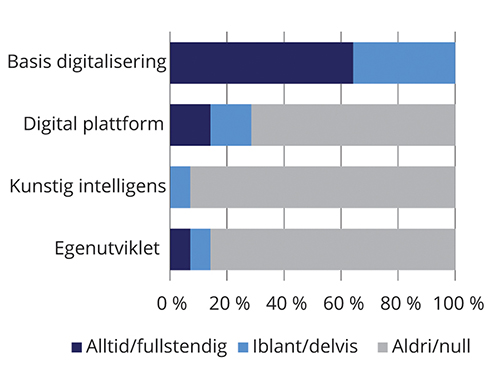 Basis digitalisering
Digital plattform
Kunstig intelligens
Egenutviklet
0 % 20 % 40 % 60 % 80 % 100 %
Alltid/fullstendig Iblant/delvis Aldri/null